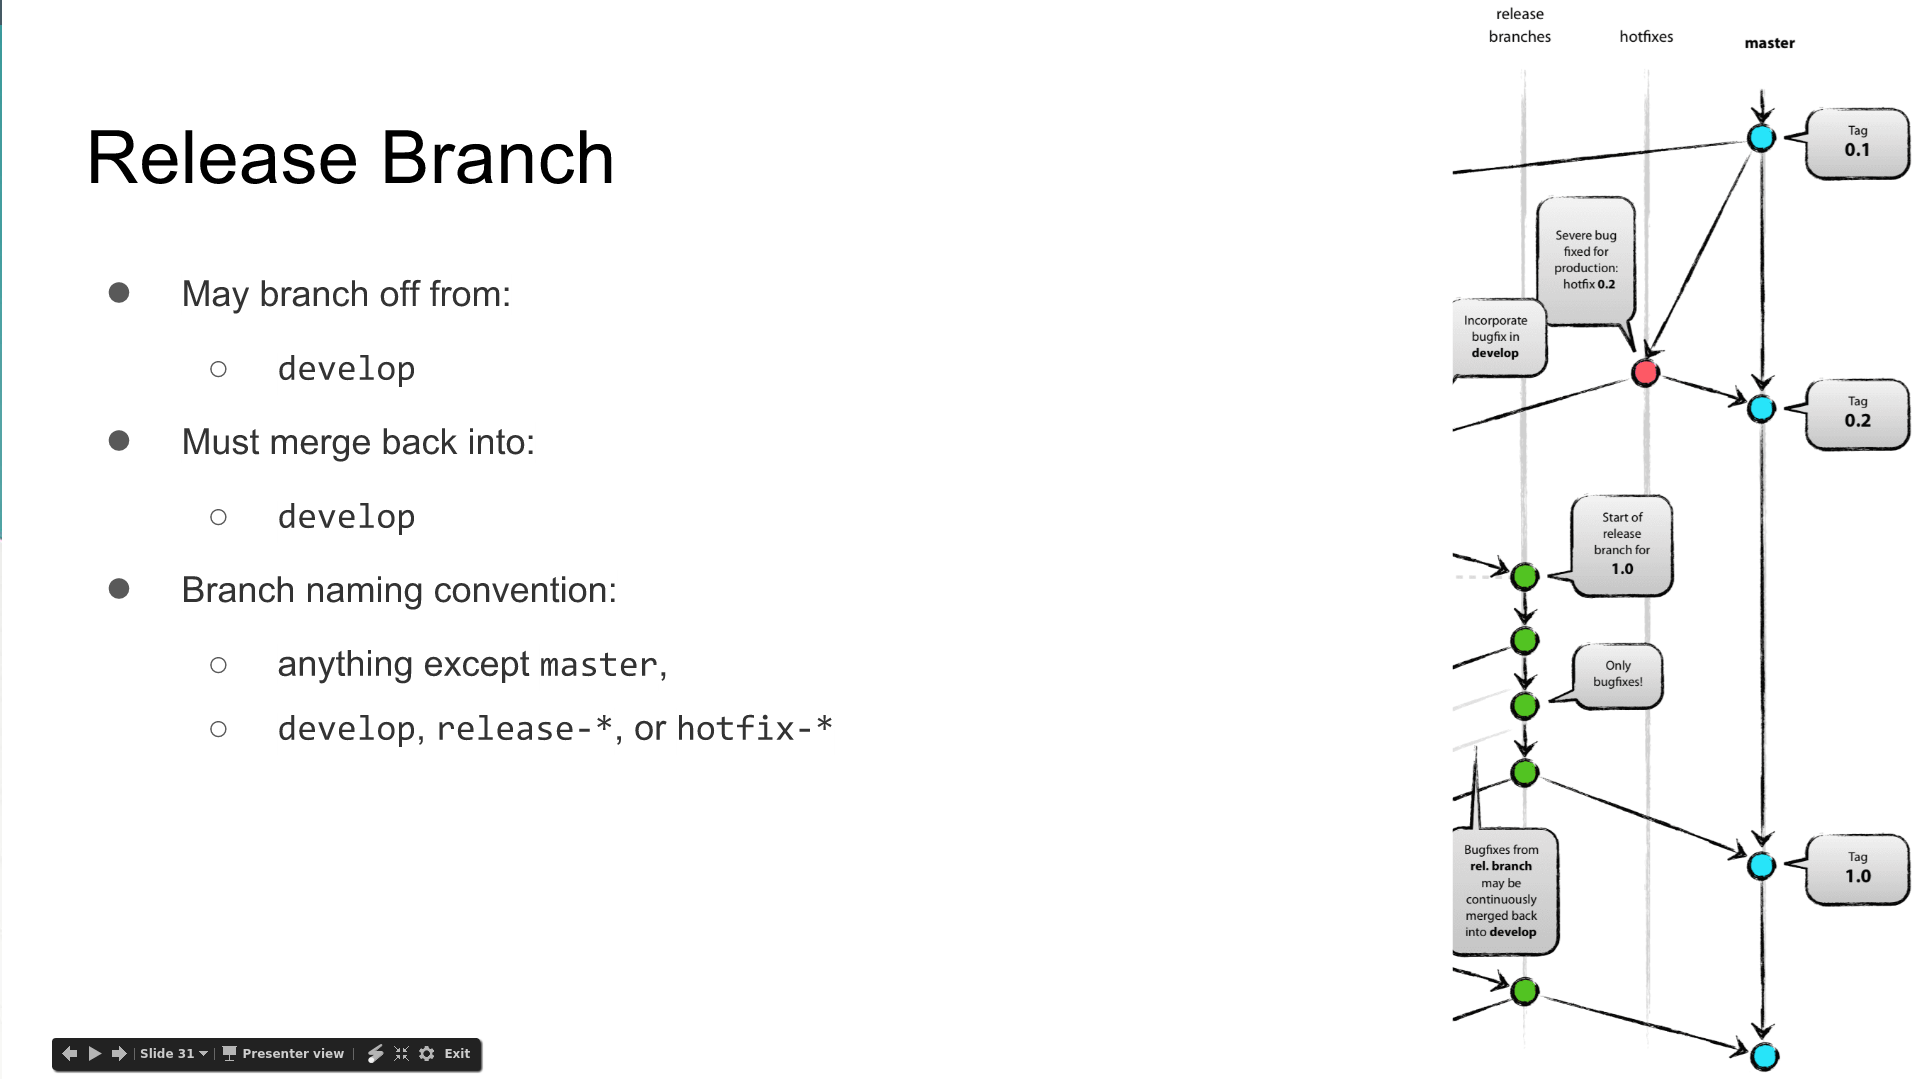 Release Branch
● May branch off from:
○ develop
● Must merge back into:
○ develop
● Branch naming convention:
○ anything except master,
○ develop, release-*, or hotfix-*
release
branches
hotfixes
master
Tag
0.1
Severe bug
fixed for
production:
hotfix 0.2
Incorporate
bugfix in
develop
Tag
0.2
Start of
release
branch for
1.0
Only
bugfixes!
Bugfixes from
rel. branch
may be
continuously
merged back
into develop
Tag
1.0
Slide 31
Presenter view
Exit